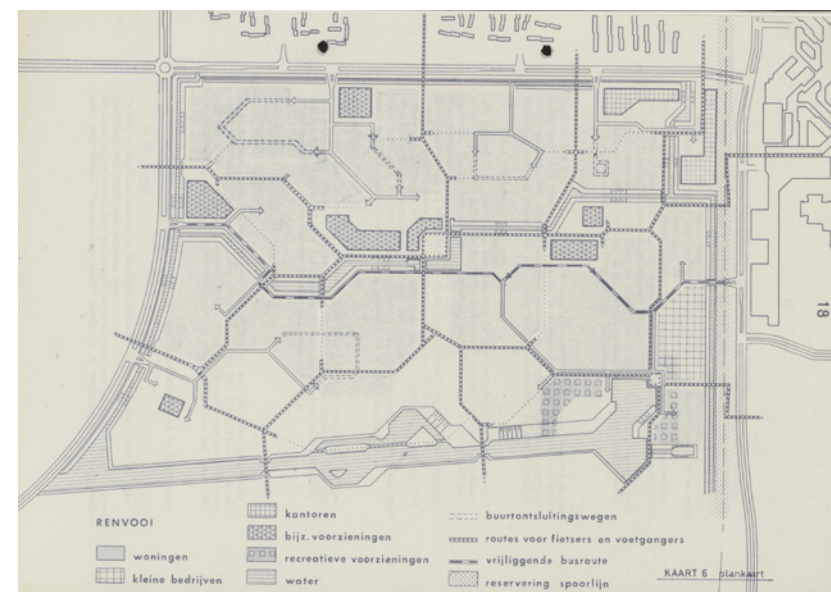 18
RENVOOI
woningen
kleine bedrijven
kantoren
bijz. voorzieningen
recreatieve voorzieningen
water
buurtontsluitingswegen
routes voor fietsers en voetgangers
vrijliggende busroute
reservering spoorlijn
KAART 6 plankaart